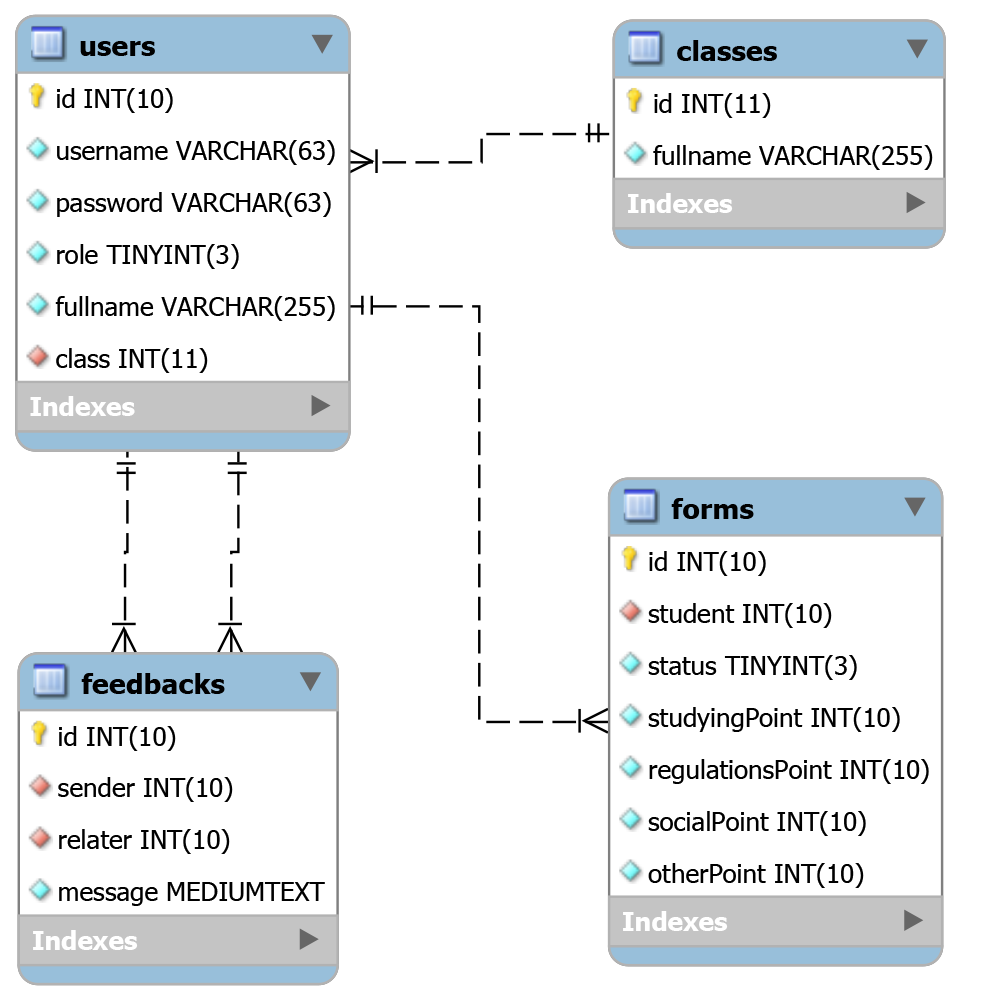 users
id INT(10)
username VARCHAR(63)
password VARCHAR(63)
role TINYINT(3)
fullname VARCHAR(255)
class INT(11)
Indexes
classes
id INT(11)
fullname VARCHAR(255)
Indexes
feedbacks
id INT(10)
sender INT(10)
relater INT(10)
message MEDIUMTEXT
Indexes
forms
id INT(10)
student INT(10)
status TINYINT(3)
studyingPoint INT(10)
regulationsPoint INT(10)
socialPoint INT(10)
otherPoint INT(10)
Indexes